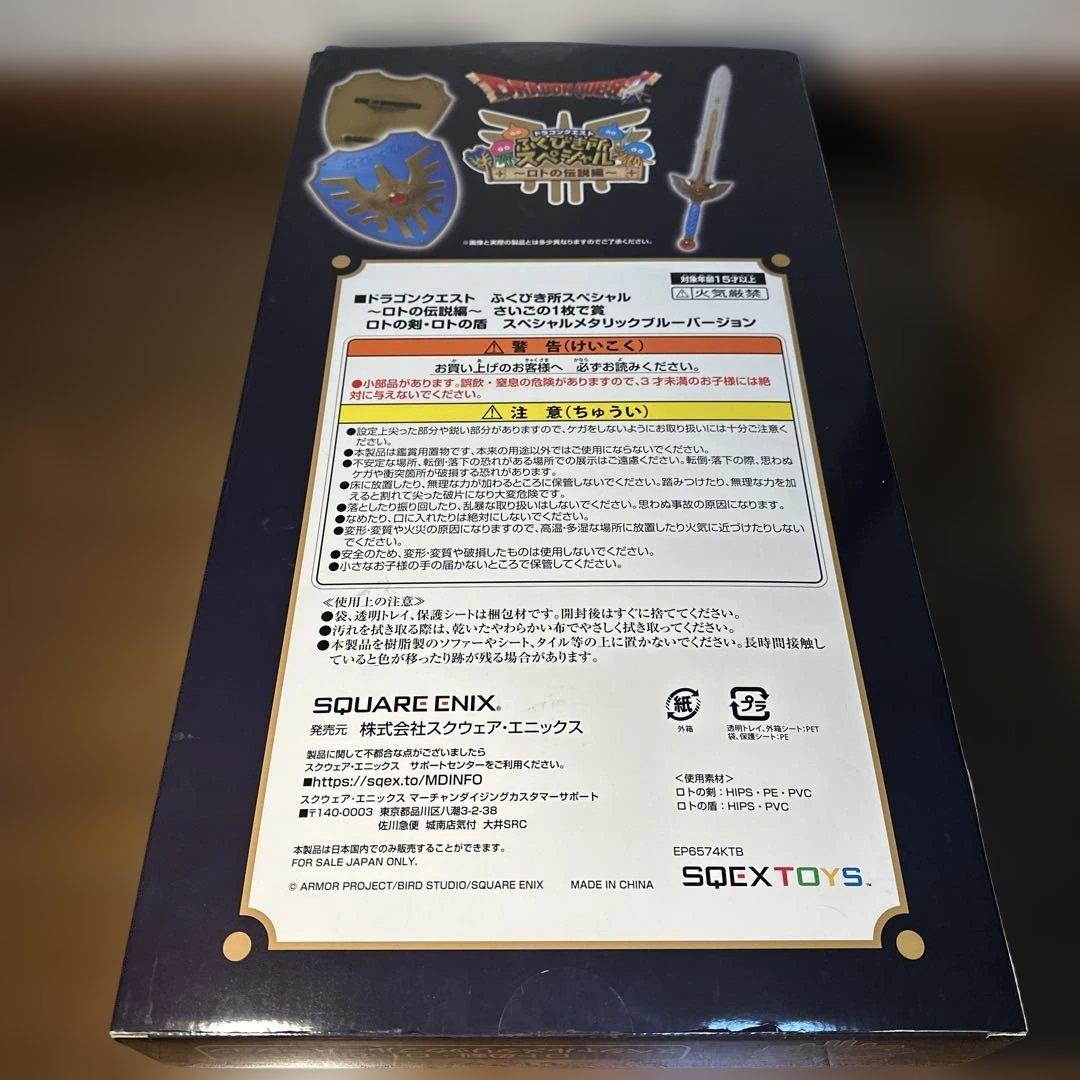 DRAGON QUEST
ドラゴンクエスト
ふくびき所
スペシャル
～ロトの伝説編～
※画像と実際の製品とは多少異なりますのでご了承ください。
対象年齢15才以上
⚠火気厳禁
■ドラゴンクエスト　ふくびき所スペシャル
～ロトの伝説編～ さいごの1枚で賞
ロトの剣・ロトの盾　スペシャルメタリックブルーバージョン
⚠ 警 告(けいこく)
お買い上げのお客様へ 必ずお読みください。
●小部品があります。誤飲・窒息の危険がありますので、3才未満のお子様には絶
対に与えないでください。
⚠ 注 意(ちゅうい)
●設定上尖った部分や鋭い部分がありますので、ケガをしないようにお取り扱いには十分ご注意く
ださい。
●本製品は鑑賞用置物です、本来の用途以外ではご使用にならないでください。
●不安定な場所、転倒・落下の恐れがある場所での展示はご遠慮ください。転倒・落下の際、思わぬ
ケガや衝突箇所が破損する恐れがあります。
●床に放置したり、無理な力が加わるところに保管しないでください。踏みつけたり、無理な力を加
えると割れて尖った破片になり大変危険です。
●落としたり振り回したり、乱暴な取り扱いはしないでください。思わぬ事故の原因になります。
●なめたり、口に入れたりは絶対にしないでください。
●変形・変質や火災の原因になりますので、高温・多湿な場所に放置したり火気に近づけたりしない
でください。
●安全のため、変形・変質や破損したものは使用しないでください。
●小さなお子様の手の届かないところで保管してください。
≪使用上の注意≫
●袋、透明トレイ、保護シートは梱包材です。開封後はすぐに捨ててください。
●汚れを拭き取る際は、乾いたやわらかい布でやさしく拭き取ってください。
●本製品を樹脂製のソファーやシート、タイル等の上に置かないでください。長時間接触し
ていると色が移ったり跡が残る場合があります。
SQUARE ENIX®
発売元　株式会社スクウェア・エニックス
紙
外箱
プラ
透明トレイ、外箱シート：PET
袋、保護シート：PE
製品に関して不都合な点がございましたら
スクウェア・エニックス サポートセンターをご利用ください。
■https://sqex.to/MDINFO
スクウェア・エニックス マーチャンダイジングカスタマーサポート
■〒140-0003 東京都品川区八潮3-2-38
佐川急便 城南店気付 大井SRC
＜使用素材＞
ロトの剣：HIPS・PE・PVC
ロトの盾：HIPS・PVC
本製品は日本国内でのみ販売することができます。
FOR SALE JAPAN ONLY.
EP6574KTB
SQEXTOYS™
© ARMOR PROJECT/BIRD STUDIO/SQUARE ENIX　MADE IN CHINA